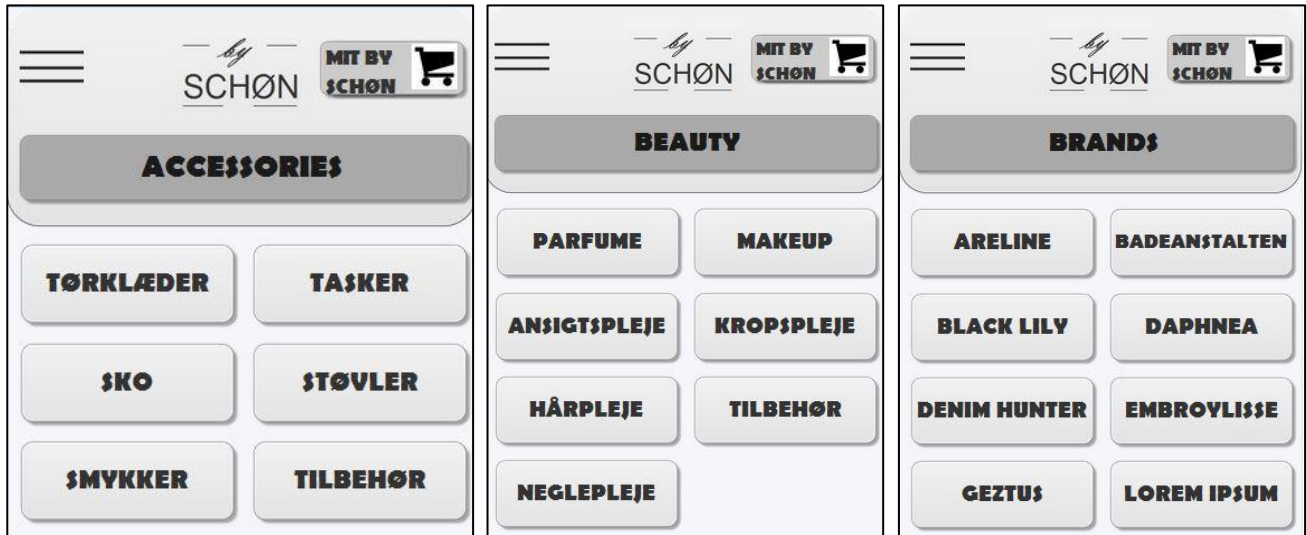 by
SCHØN
MIT BY
SCHØN
ACCESSORIES
TØRKLÆDER
TASKER
SKO
STØVLER
SMYKKER
TILBEHØR
by
SCHØN
MIT BY
SCHØN
BEAUTY
PARFUME
MAKEUP
ANSIGTSPLEJE
KROPSPLEJE
HÅRPLEJE
TILBEHØR
NEGLEPLEJE
by
SCHØN
MIT BY
SCHØN
BRANDS
ARELINE
BADEANSTALTEN
BLACK LILY
DAPHNEA
DENIM HUNTER
EMBROYLISSE
GEZTUS
LOREM IPSUM